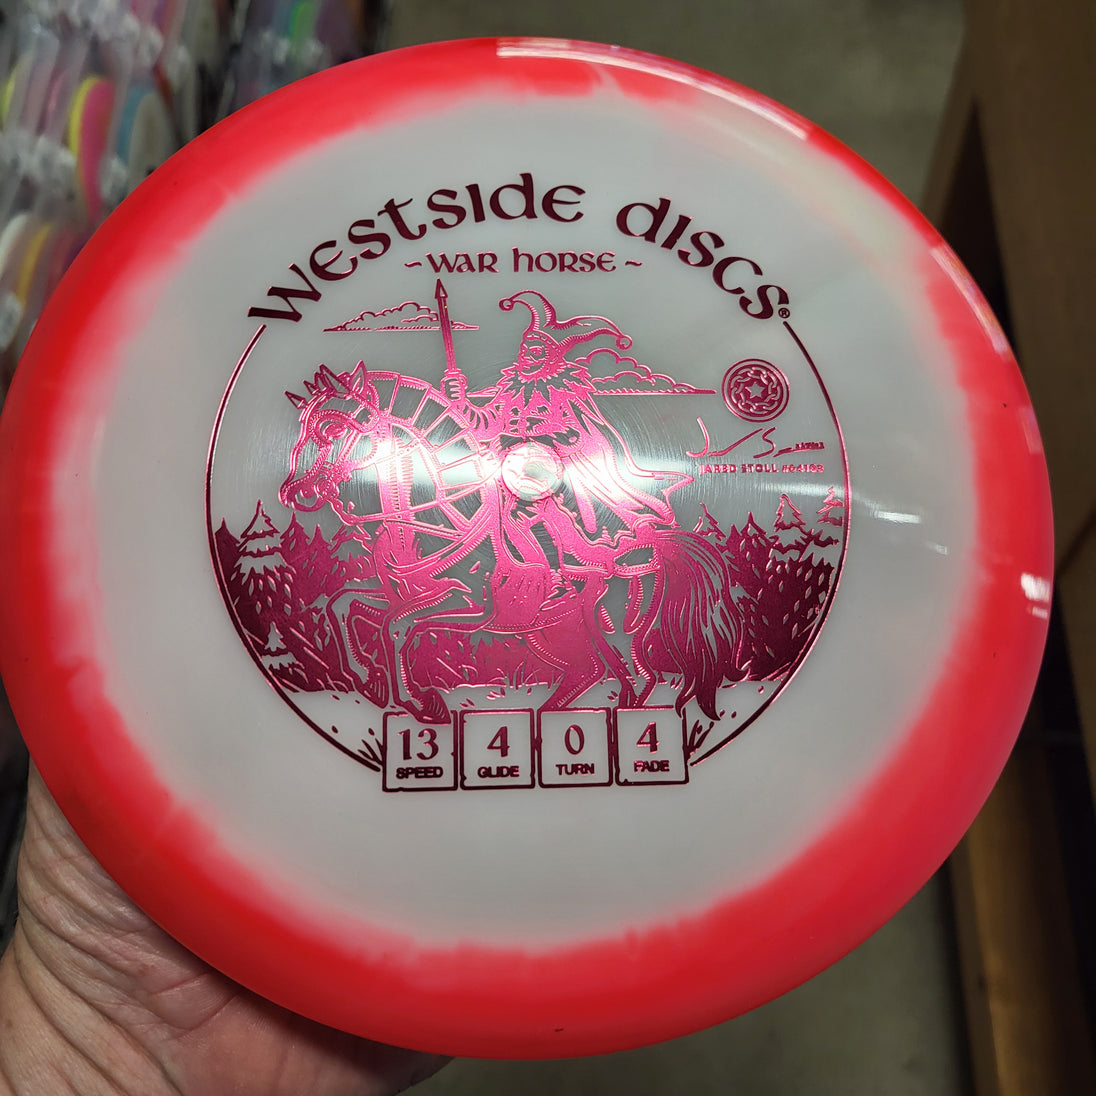 WESTSIDE DISCS®
~WAR HORSE~
JARED STOLL
13 SPEED
4 GLIDE
0 TURN
4 FADE